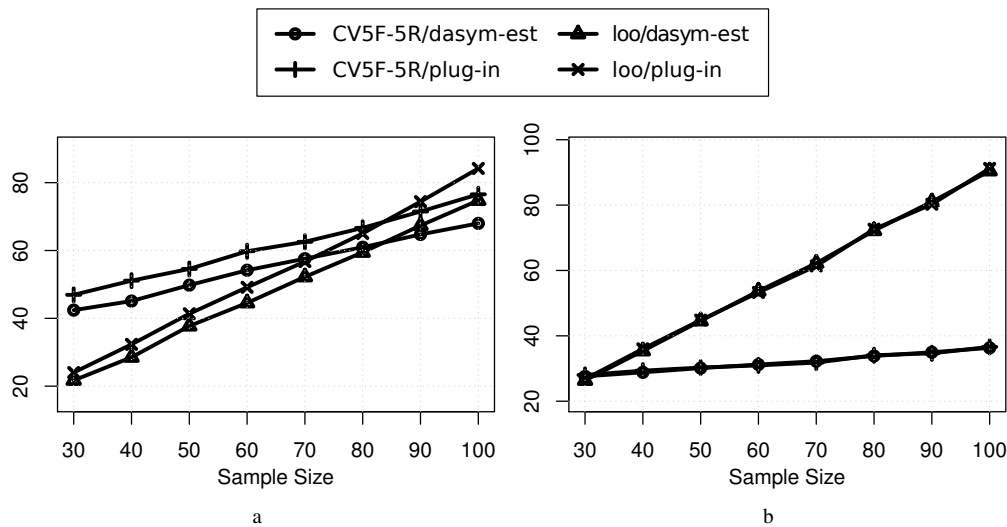 CV5F-5R/dasym-est loo/dasym-est
CV5F-5R/plug-in loo/plug-in
80
60
40
20
30 40 50 60 70 80 90 100
Sample Size
a
100
80
60
40
20
30 40 50 60 70 80 90 100
Sample Size
b